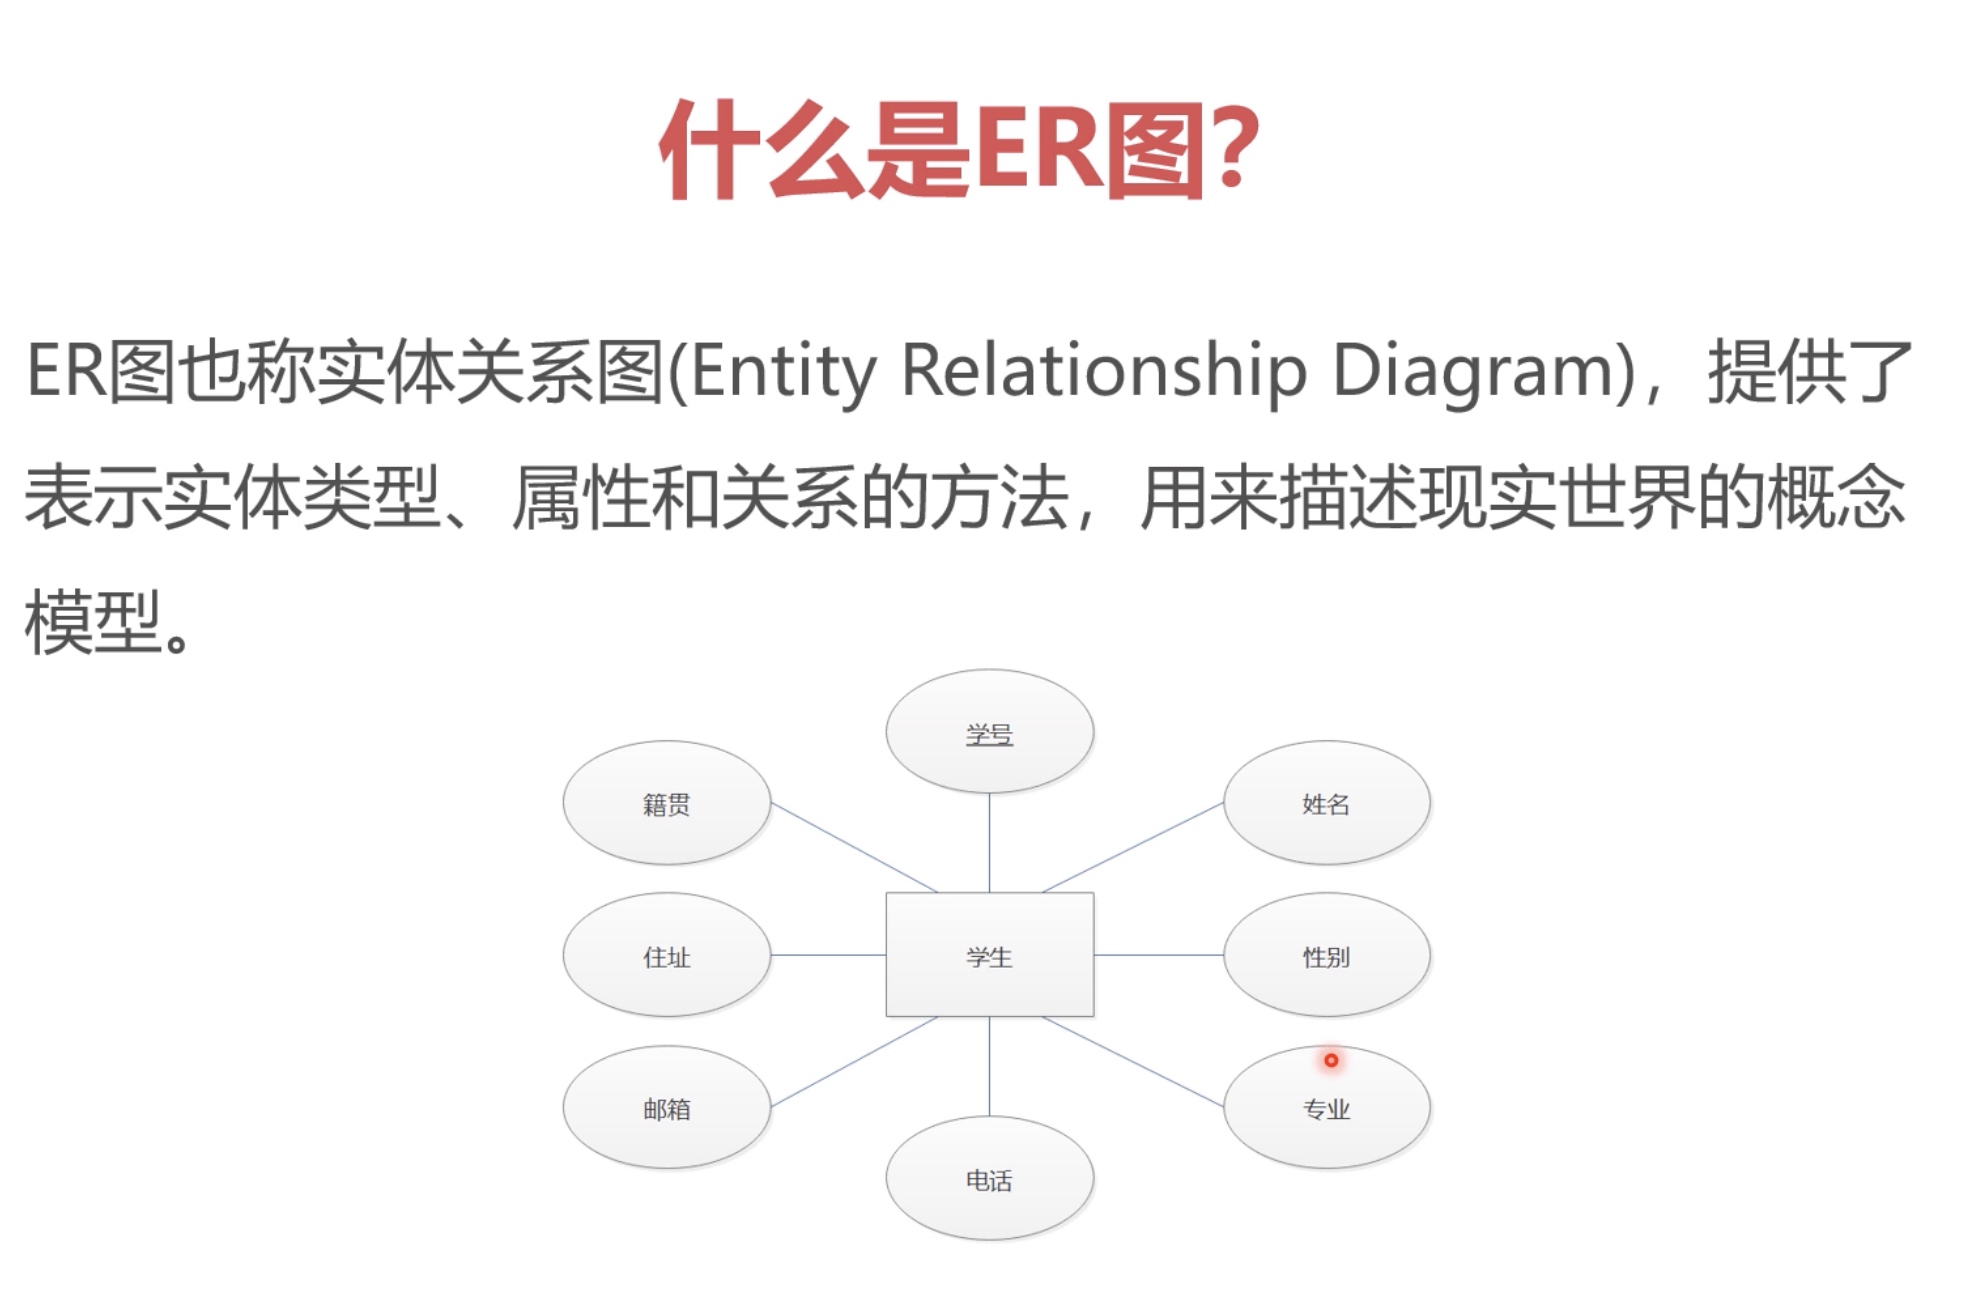 什么是ER图?
ER图也称实体关系图(Entity Relationship Diagram)，提供了
表示实体类型、属性和关系的方法，用来描述现实世界的概念
模型。
学号
籍贯
姓名
住址
学生
性别
邮箱
专业
电话